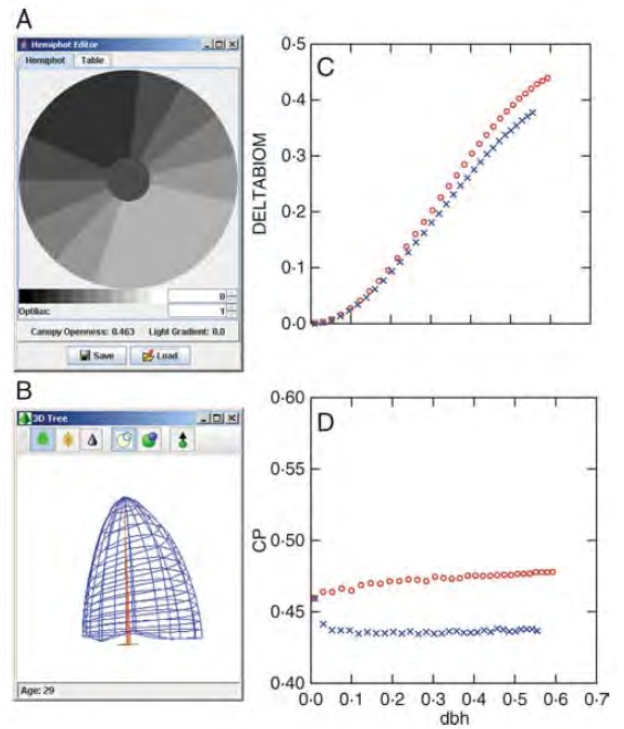 A
Hemiphot Editor
Hemiphot Table
0
Optilux: 1
Canopy Openness: 0.463 Light Gradient: 0.0
Save Load
B
3D Tree
Age: 29
C
DELTABIOM
0·5
0·4
0·3
0·2
0·1
0·0
D
CP
0·60
0·55
0·50
0·45
0·40
0·0 0·1 0·2 0·3 0·4 0·5 0·6 0·7
dbh